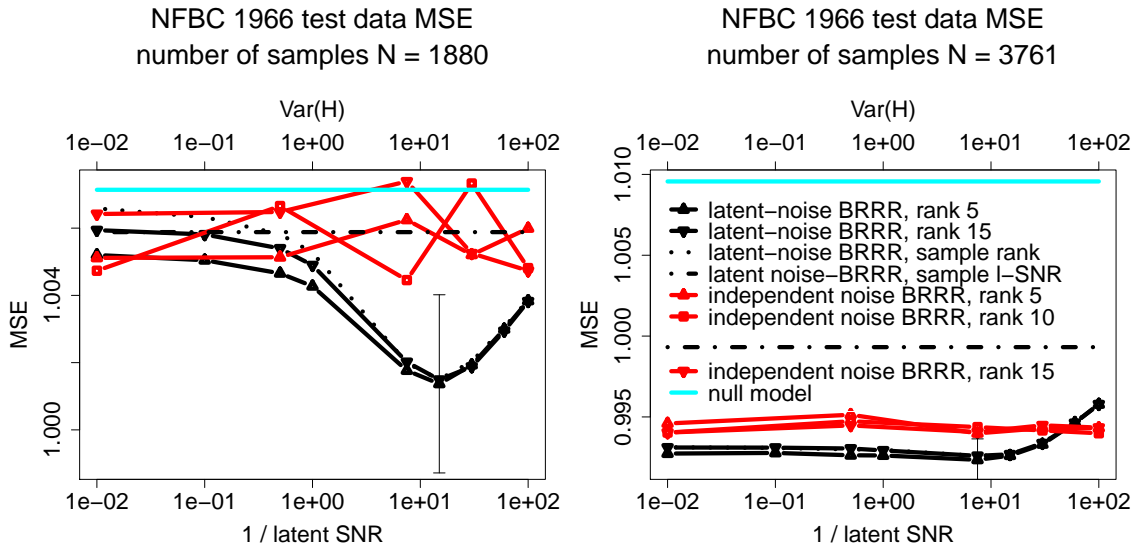 NFBC 1966 test data MSE
number of samples N = 1880
Var(H)
1e−02 1e−01 1e+00 1e+01 1e+02
MSE
1.004
1.000
1e−02 1e−01 1e+00 1e+01 1e+02
1 / latent SNR
NFBC 1966 test data MSE
number of samples N = 3761
Var(H)
1e−02 1e−01 1e+00 1e+01 1e+02
MSE
1.010
1.005
1.000
0.995
latent−noise BRRR, rank 5
latent−noise BRRR, rank 15
latent−noise BRRR, sample rank
latent noise−BRRR, sample l−SNR
independent noise BRRR, rank 5
independent noise BRRR, rank 10
independent noise BRRR, rank 15
null model
1e−02 1e−01 1e+00 1e+01 1e+02
1 / latent SNR